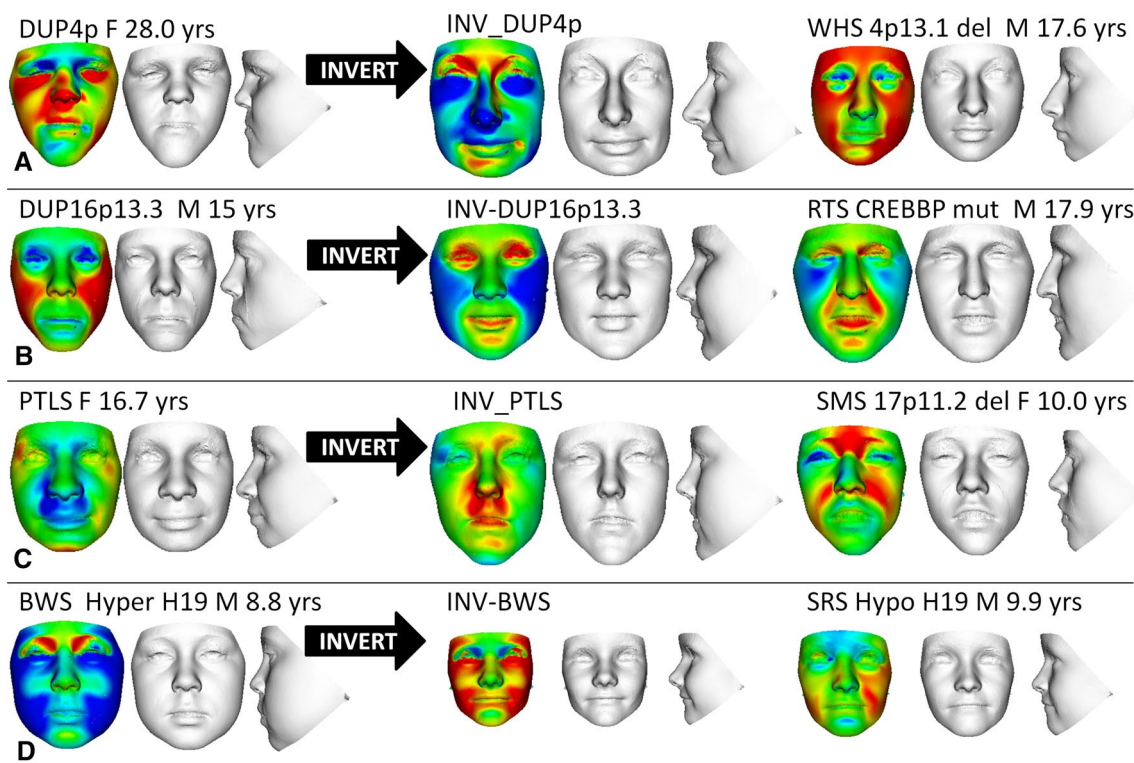 DUP4p F 28.0 yrs
INVERT
INV_DUP4p
WHS 4p13.1 del M 17.6 yrs
A
DUP16p13.3 M 15 yrs
INVERT
INV-DUP16p13.3
RTS CREBBP mut M 17.9 yrs
B
PTLS F 16.7 yrs
INVERT
INV_PTLS
SMS 17p11.2 del F 10.0 yrs
C
BWS Hyper H19 M 8.8 yrs
INVERT
INV-BWS
SRS Hypo H19 M 9.9 yrs
D